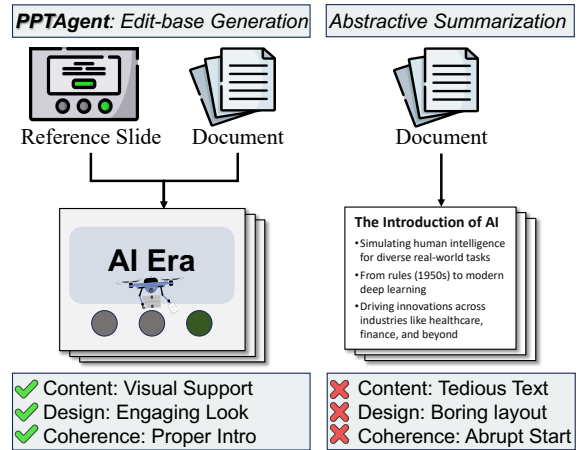 PPTAgent: Edit-base Generation
Reference Slide
Document
AI Era
Content: Visual Support
Design: Engaging Look
Coherence: Proper Intro
Abstractive Summarization
Document
The Introduction of AI
•Simulating human intelligence
for diverse real-world tasks
•From rules (1950s) to modern
deep learning
•Driving innovations across
industries like healthcare,
finance, and beyond
Content: Tedious Text
Design: Boring layout
Coherence: Abrupt Start